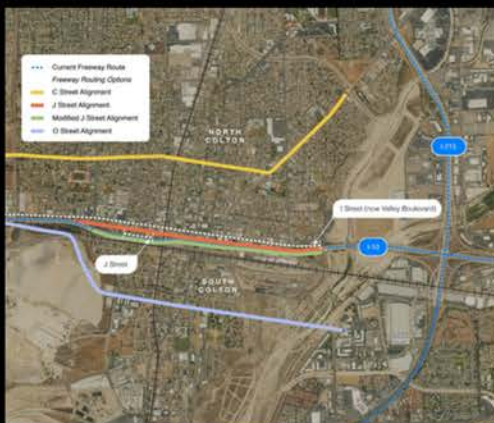 Current Freeway Route
Freeway Routing Options
C Street Alignment
J Street Alignment
Modified J Street Alignment
O Street Alignment
NORTH
COLTON
I-215
I Street (now Valley Boulevard)
I-10
J Street
SOUTH
COLTON